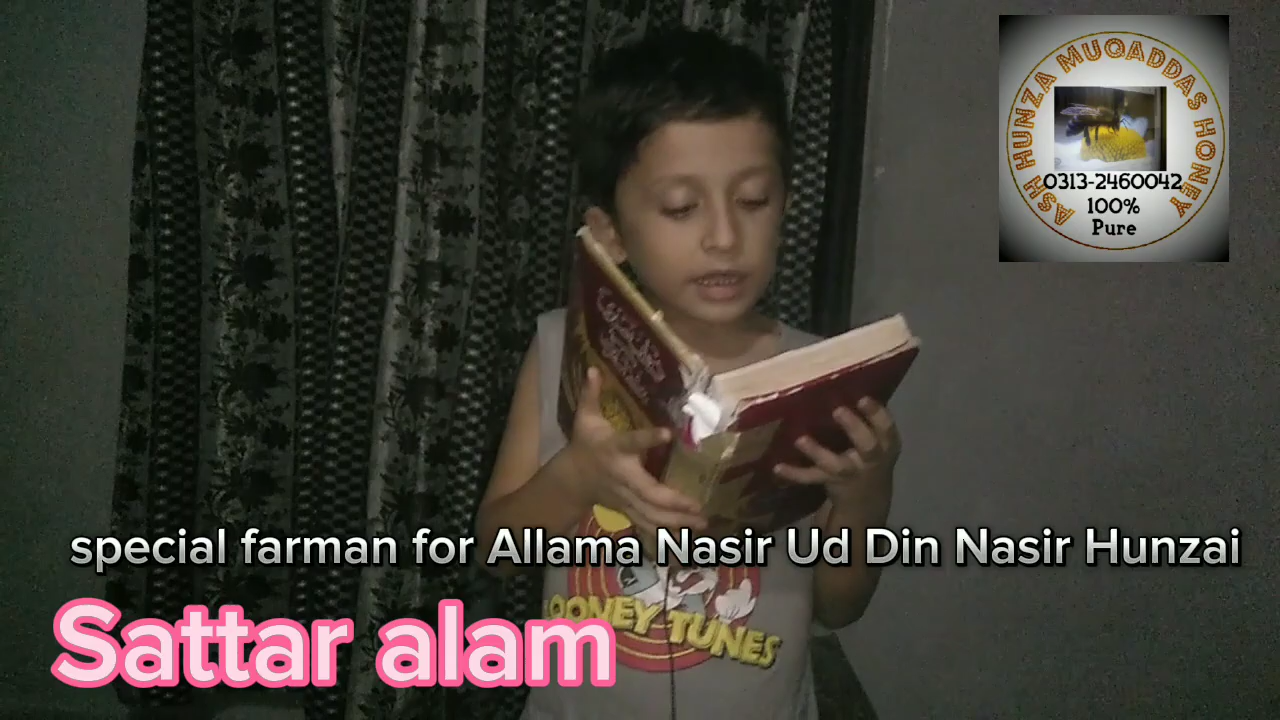 ASH HUNZA MUQADDAS HONEY
0313-2460042
100%
Pure
special farman for Allama Nasir Ud Din Nasir Hunzai
LOONEY TUNES
Sattar alam